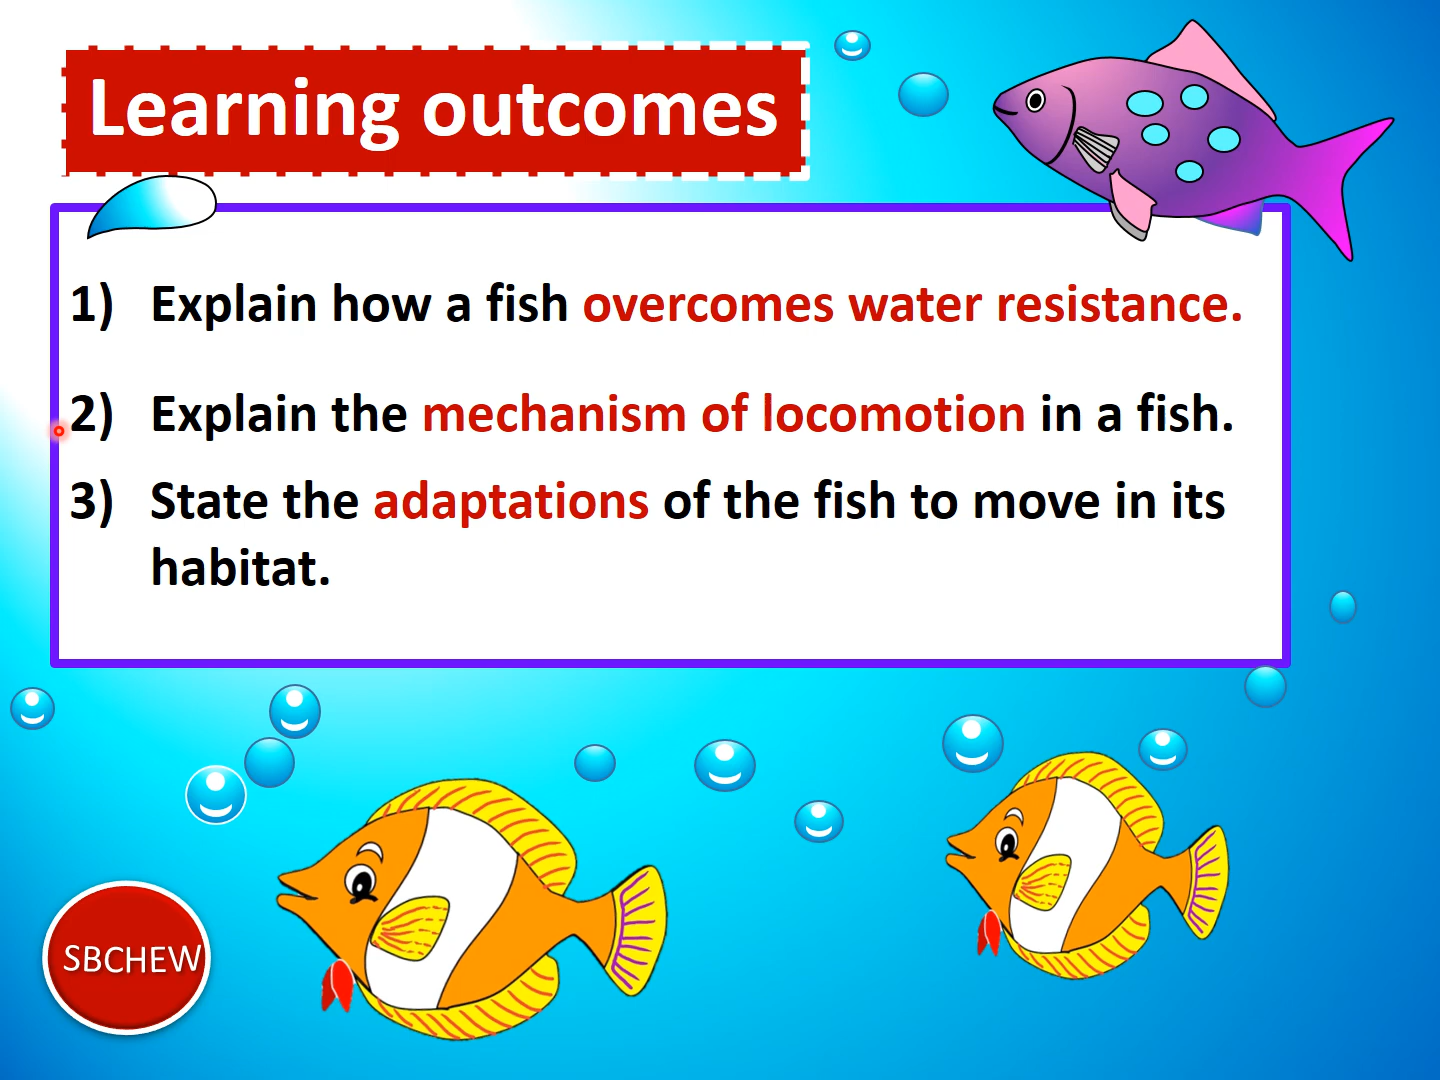 Learning outcomes
1) Explain how a fish overcomes water resistance.
2) Explain the mechanism of locomotion in a fish.
3) State the adaptations of the fish to move in its
habitat.
SBCHEW